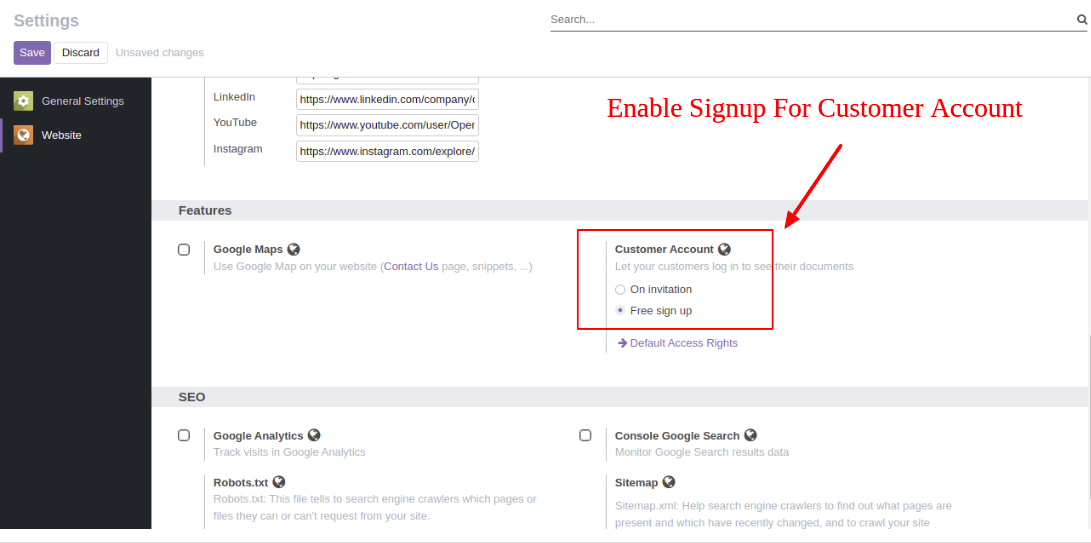 Settings
Search...
Save Discard Unsaved changes
General Settings
Website
LinkedIn https://www.linkedin.com/company/
YouTube https://www.youtube.com/user/Oper
Instagram https://www.instagram.com/explore/
Enable Signup For Customer Account
Features
Google Maps
Use Google Map on your website (Contact Us page, snippets, ...)
Customer Account
Let your customers log in to see their documents
On invitation
Free sign up
Default Access Rights
SEO
Google Analytics
Track visits in Google Analytics
Console Google Search
Monitor Google Search results data
Robots.txt
Robots.txt: This file tells to search engine crawlers which pages or
files they can or can't request from your site.
Sitemap
Sitemap.xml: Help search engine crawlers to find out what pages are
present and which have recently changed, and to crawl your site